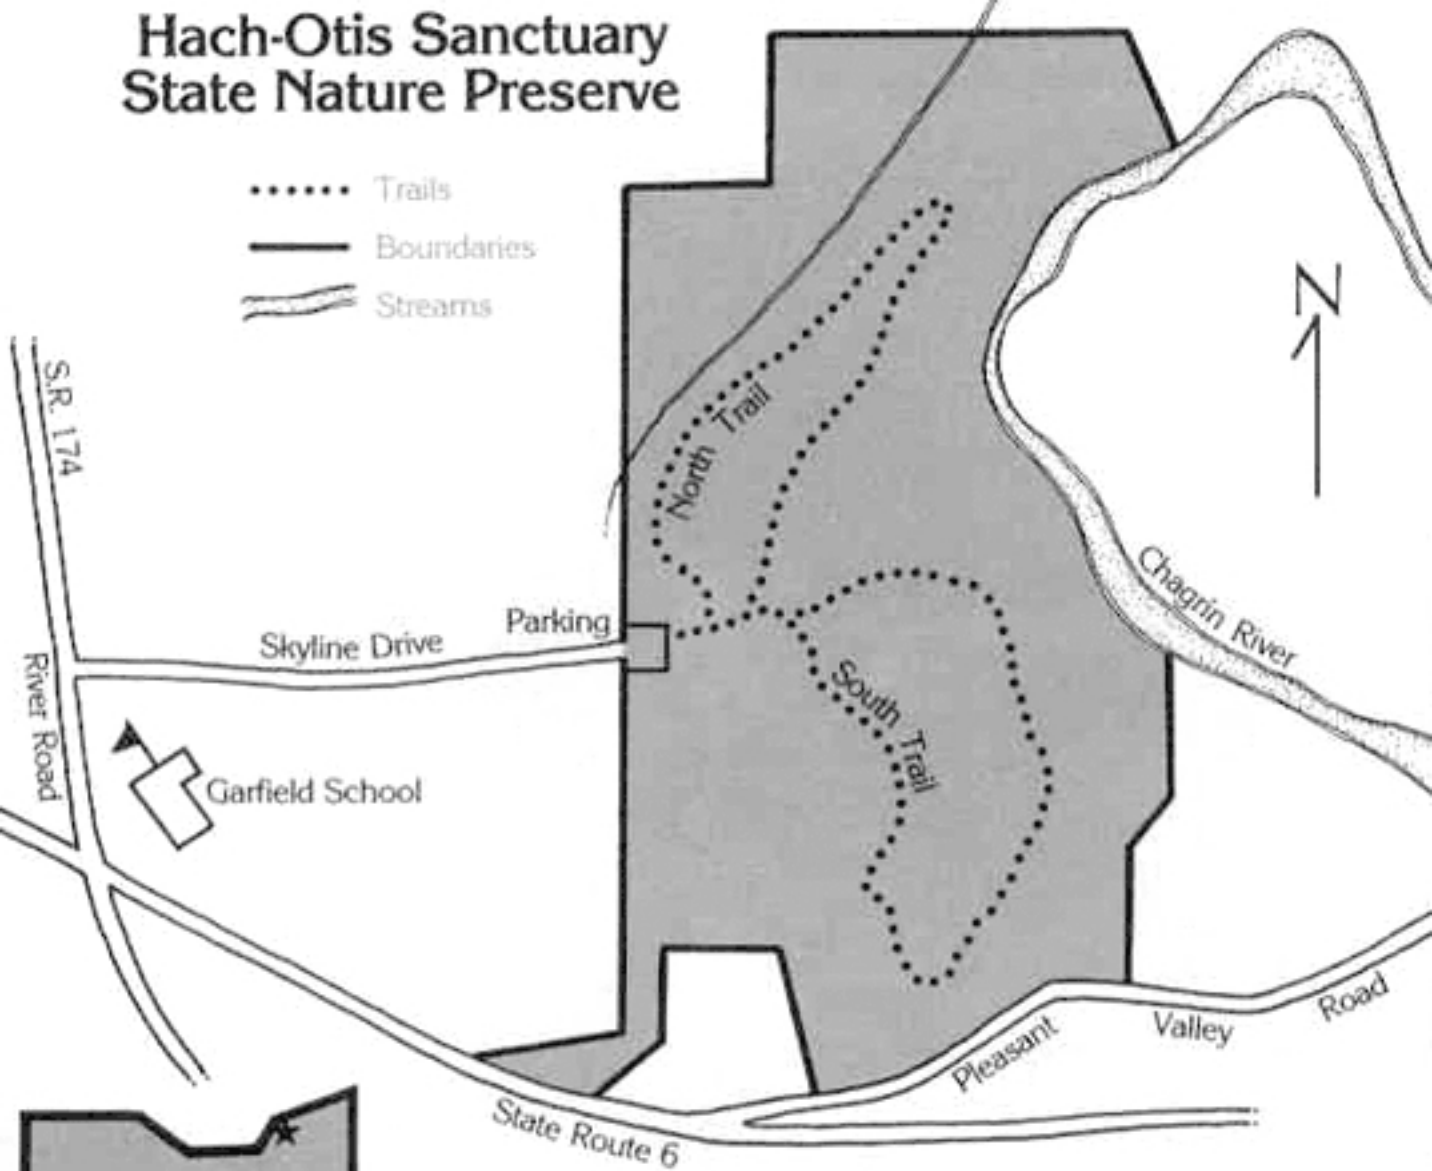 Hach-Otis Sanctuary
State Nature Preserve
Trails
Boundaries
Streams
N
S.R. 174
North Trail
Chagrin River
Parking
Skyline Drive
River Road
South Trail
Garfield School
Pleasant Valley Road
State Route 6